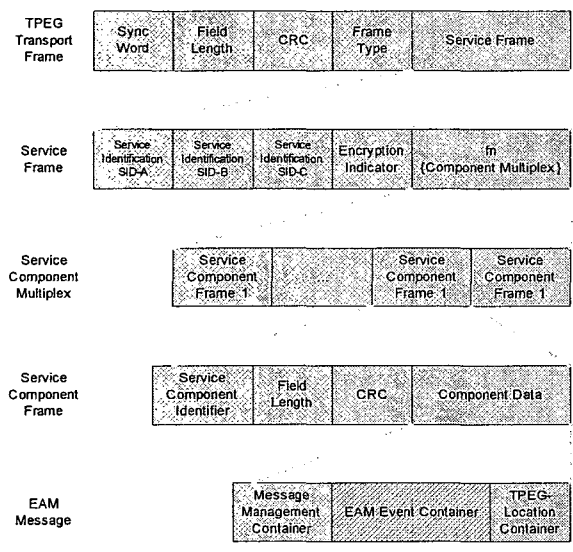 TPEG
Transport
Frame
Sync
Word
Field
Length
CRC
Frame
Type
Service Frame
Service
Frame
Service
Identification
SID-A
Service
Identification
SID-B
Service
Identification
SID-C
Encryption
Indicator
fn
{Component Multiplex}
Service
Component
Multiplex
Service
Component
Frame 1
...
Service
Component
Frame 1
Service
Component
Frame 1
Service
Component
Frame
Service
Component
Identifier
Field
Length
CRC
Component Data
EAM
Message
Message
Management
Container
EAM Event Container
TPEG-
Location
Container